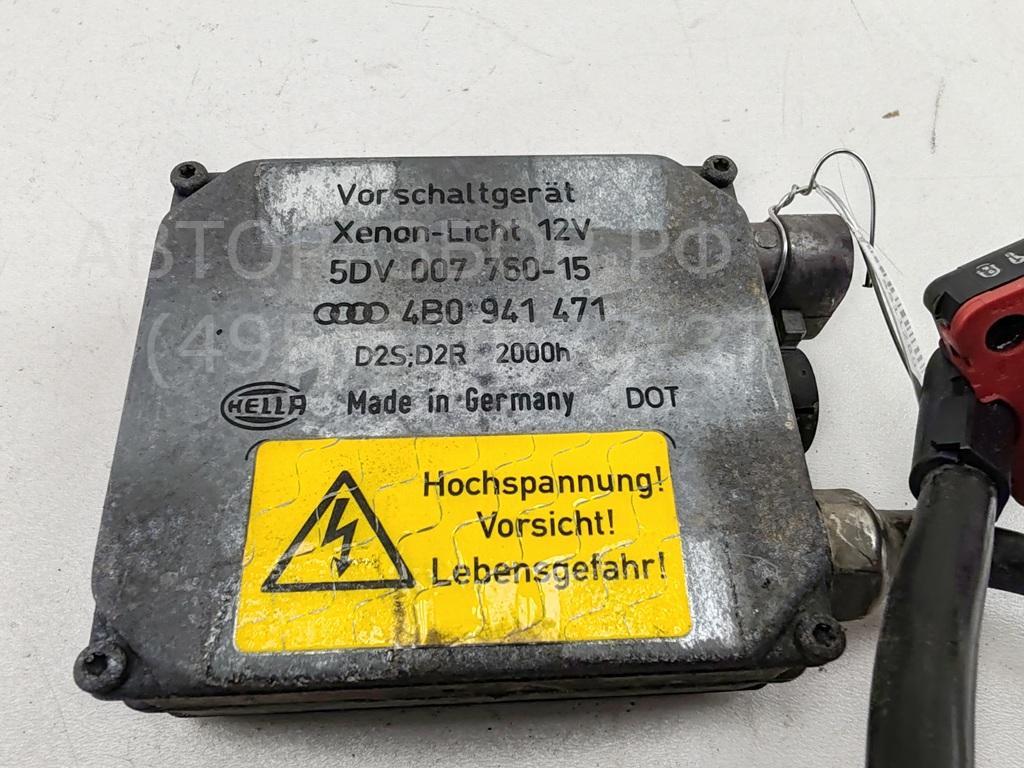 Vorschaltgerät
Xenon-Licht 12V
5DV 007 760-15
4B0 941 471
D2S;D2R 2000h
HELLA Made in Germany DOT
Hochspannung!
Vorsicht!
Lebensgefahr!